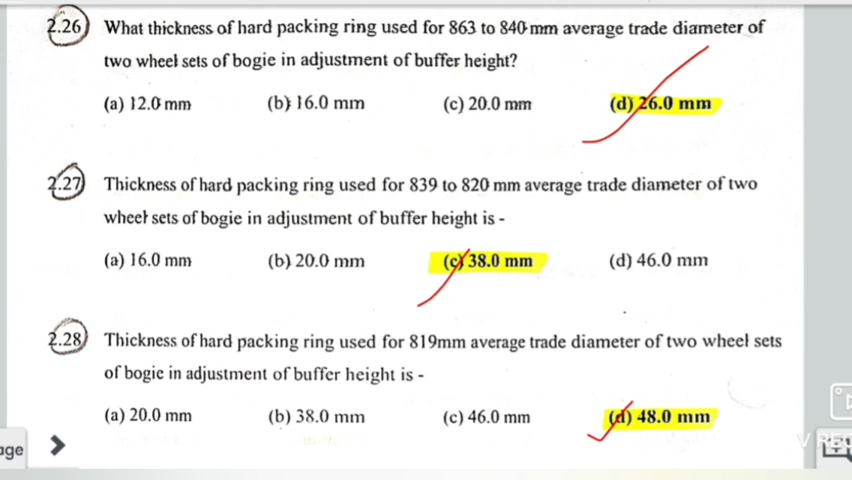 2.26 What thickness of hard packing ring used for 863 to 840 mm average trade diameter of
two wheel sets of bogie in adjustment of buffer height?
(a) 12.0 mm (b) 16.0 mm (c) 20.0 mm (d) 26.0 mm
2.27 Thickness of hard packing ring used for 839 to 820 mm average trade diameter of two
wheel sets of bogie in adjustment of buffer height is -
(a) 16.0 mm (b) 20.0 mm (c) 38.0 mm (d) 46.0 mm
2.28 Thickness of hard packing ring used for 819mm average trade diameter of two wheel sets
of bogie in adjustment of buffer height is -
(a) 20.0 mm (b) 38.0 mm (c) 46.0 mm (d) 48.0 mm
age